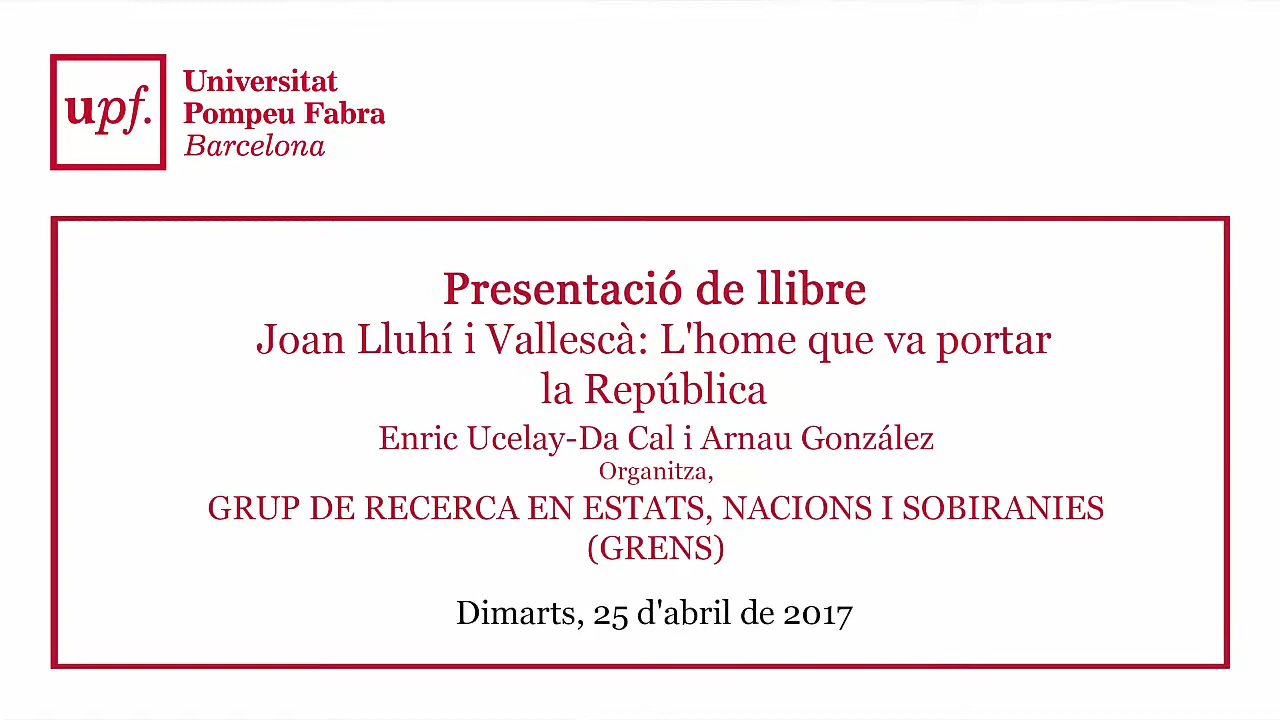 upf.
Universitat
Pompeu Fabra
Barcelona
Presentació de llibre
Joan Lluhí i Vallescà: L'home que va portar
la República
Enric Ucelay-Da Cal i Arnau González
Organitza,
GRUP DE RECERCA EN ESTATS, NACIONS I SOBIRANIES
(GRENS)
Dimarts, 25 d'abril de 2017